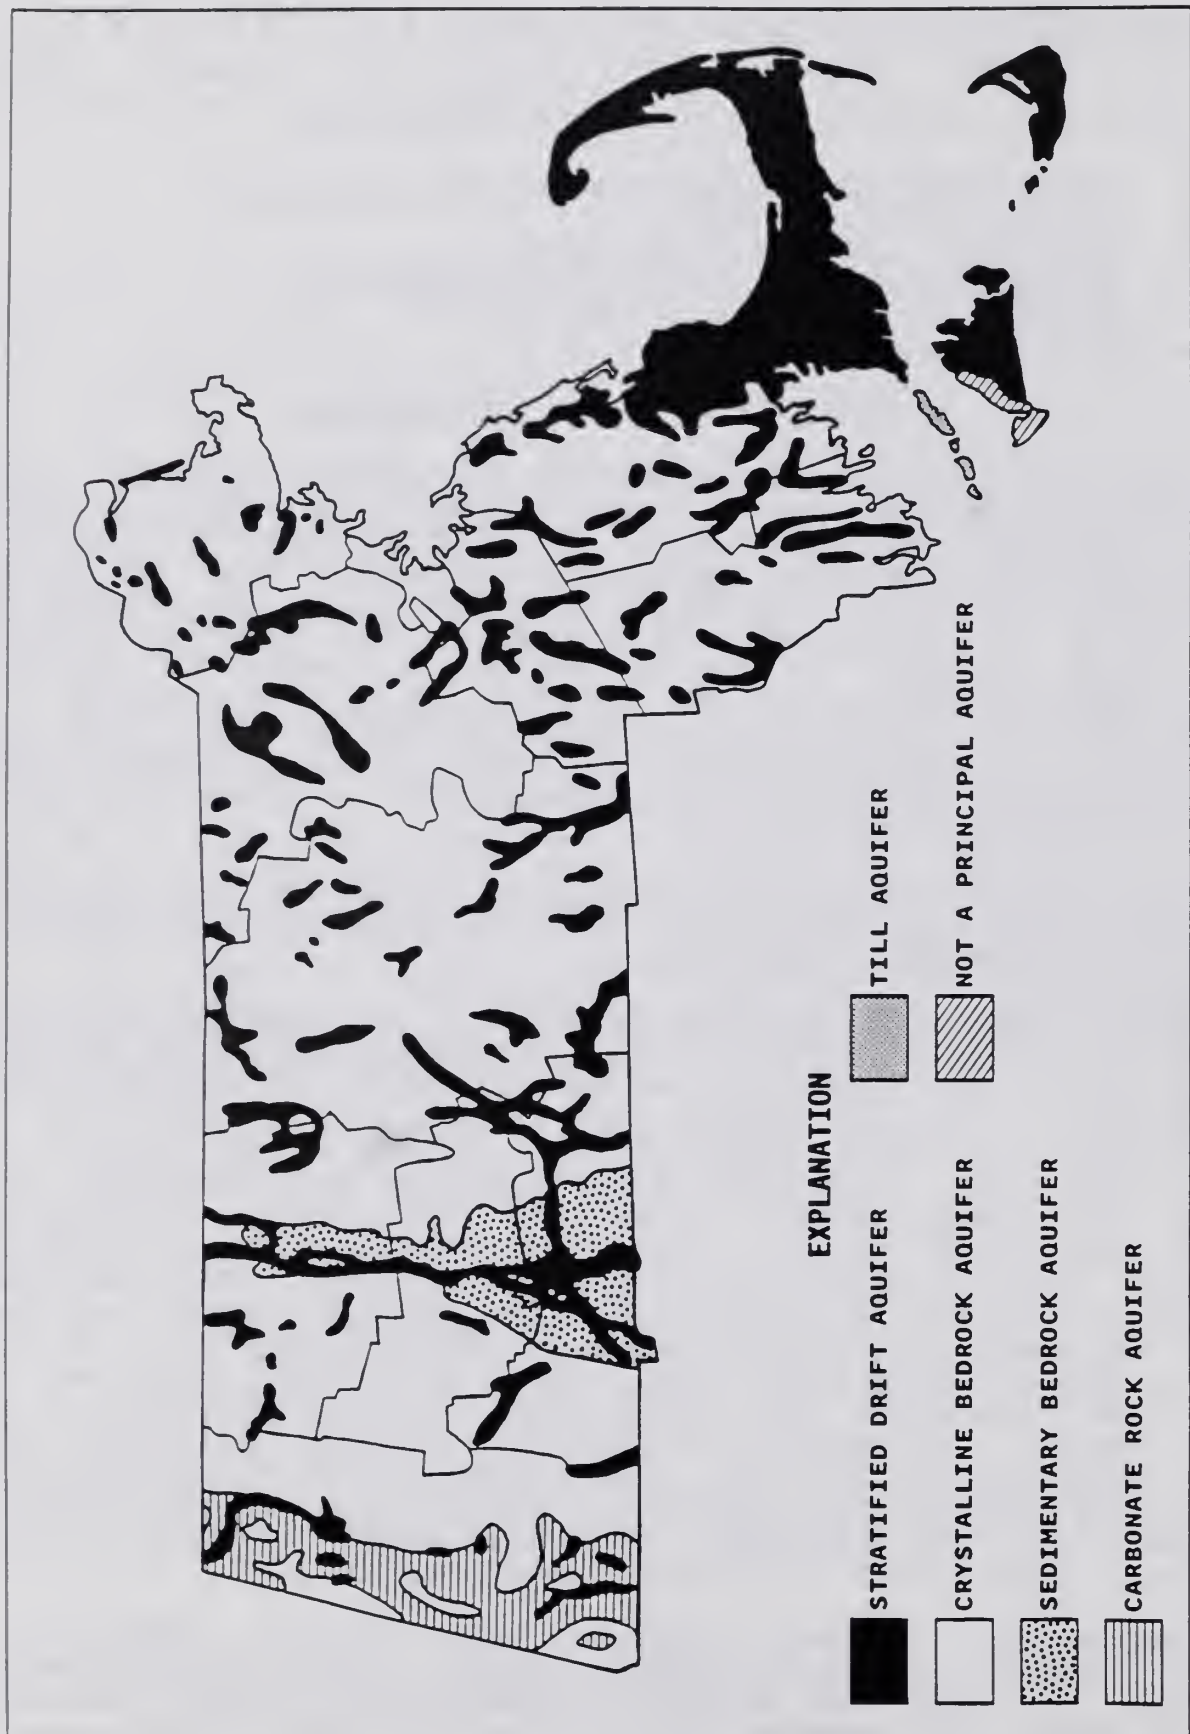 EXPLANATION
STRATIFIED DRIFT AQUIFER
CRYSTALLINE BEDROCK AQUIFER
SEDIMENTARY BEDROCK AQUIFER
CARBONATE ROCK AQUIFER
TILL AQUIFER
NOT A PRINCIPAL AQUIFER